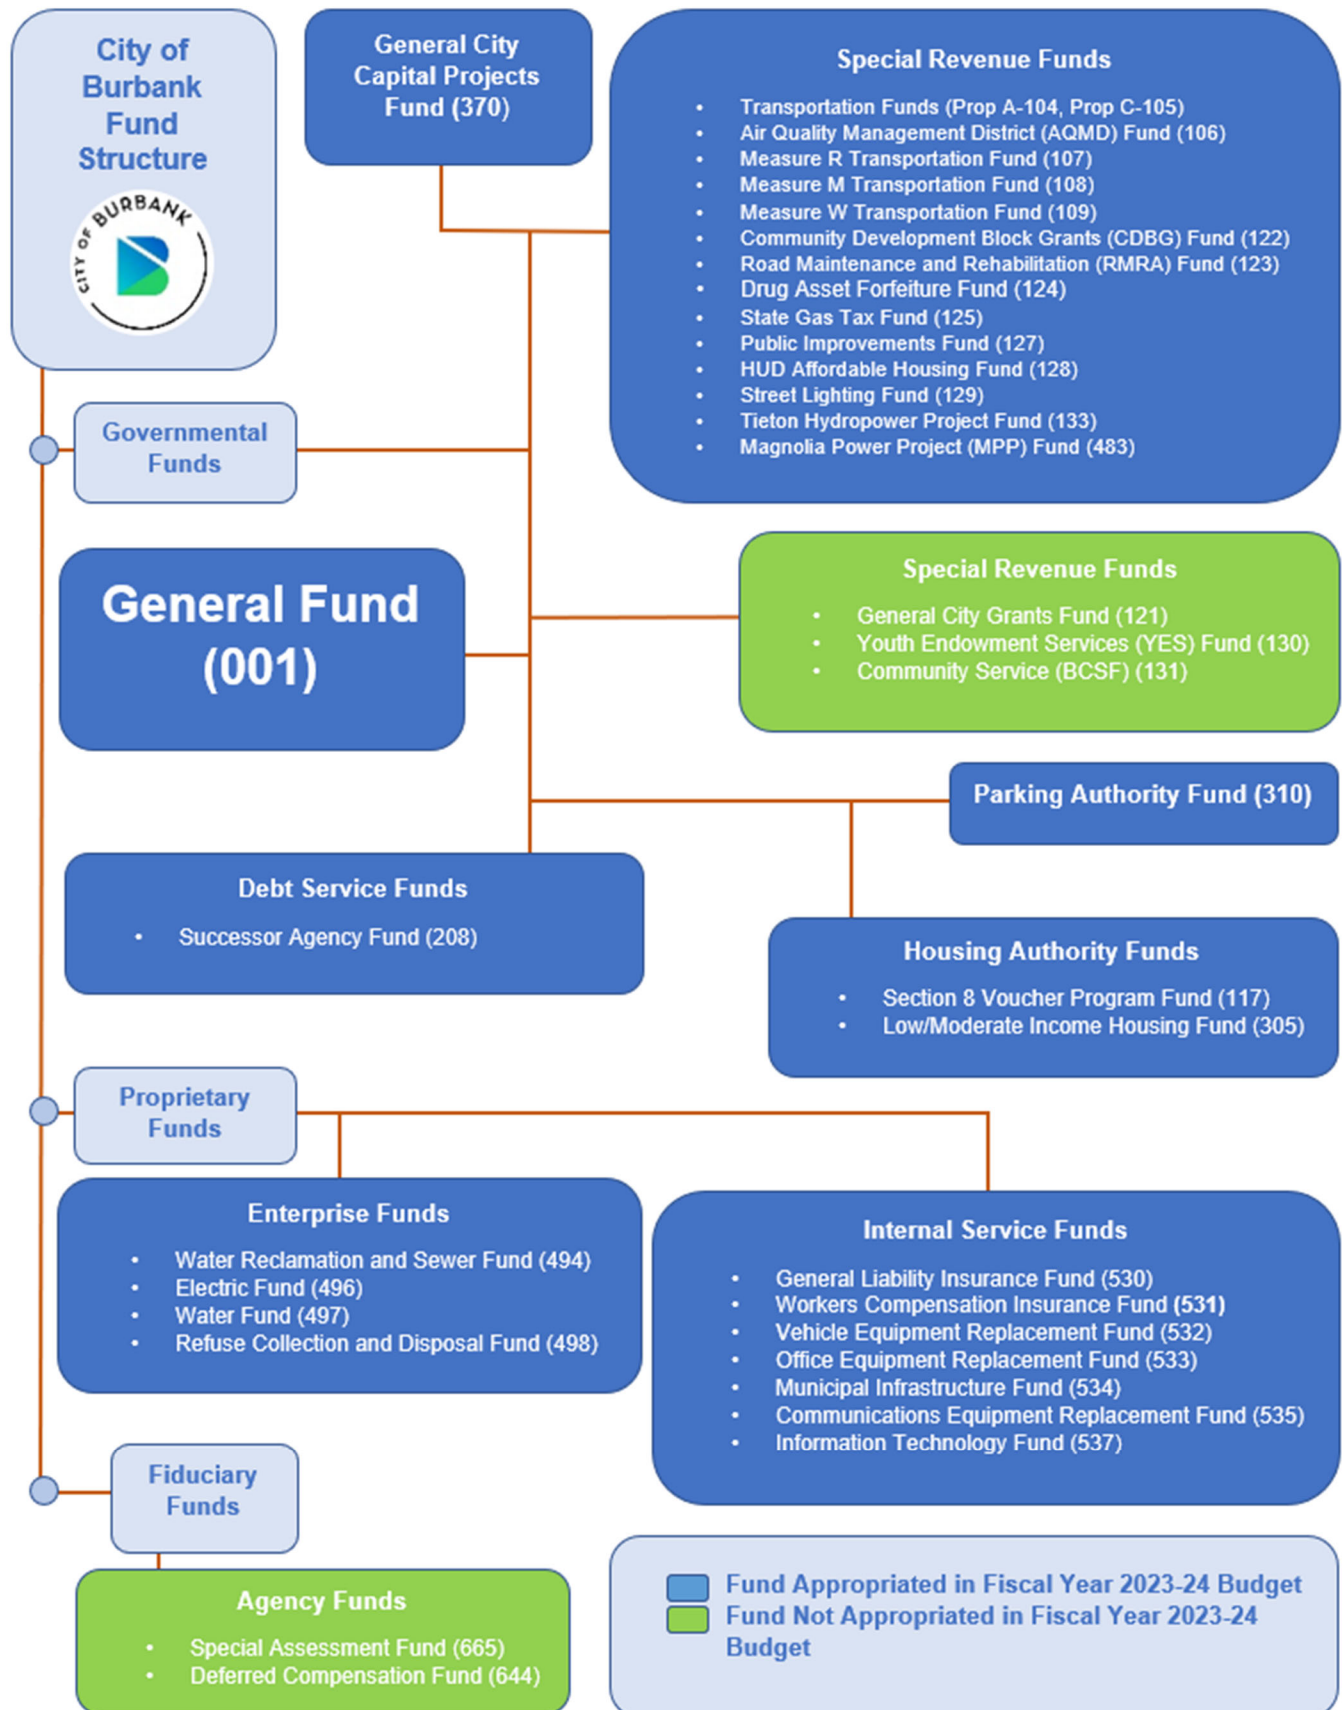 City of
Burbank
Fund
Structure
CITY OF BURBANK
General City
Capital Projects
Fund (370)
Special Revenue Funds
• Transportation Funds (Prop A-104, Prop C-105)
• Air Quality Management District (AQMD) Fund (106)
• Measure R Transportation Fund (107)
• Measure M Transportation Fund (108)
• Measure W Transportation Fund (109)
• Community Development Block Grants (CDBG) Fund (122)
• Road Maintenance and Rehabilitation (RMRA) Fund (123)
• Drug Asset Forfeiture Fund (124)
• State Gas Tax Fund (125)
• Public Improvements Fund (127)
• HUD Affordable Housing Fund (128)
• Street Lighting Fund (129)
• Tieton Hydropower Project Fund (133)
• Magnolia Power Project (MPP) Fund (483)
Governmental
Funds
General Fund
(001)
Special Revenue Funds
• General City Grants Fund (121)
• Youth Endowment Services (YES) Fund (130)
• Community Service (BCSF) (131)
Parking Authority Fund (310)
Debt Service Funds
• Successor Agency Fund (208)
Housing Authority Funds
• Section 8 Voucher Program Fund (117)
• Low/Moderate Income Housing Fund (305)
Proprietary
Funds
Enterprise Funds
• Water Reclamation and Sewer Fund (494)
• Electric Fund (496)
• Water Fund (497)
• Refuse Collection and Disposal Fund (498)
Internal Service Funds
• General Liability Insurance Fund (530)
• Workers Compensation Insurance Fund (531)
• Vehicle Equipment Replacement Fund (532)
• Office Equipment Replacement Fund (533)
• Municipal Infrastructure Fund (534)
• Communications Equipment Replacement Fund (535)
• Information Technology Fund (537)
Fiduciary
Funds
Agency Funds
• Special Assessment Fund (665)
• Deferred Compensation Fund (644)
Fund Appropriated in Fiscal Year 2023-24 Budget
Fund Not Appropriated in Fiscal Year 2023-24
Budget